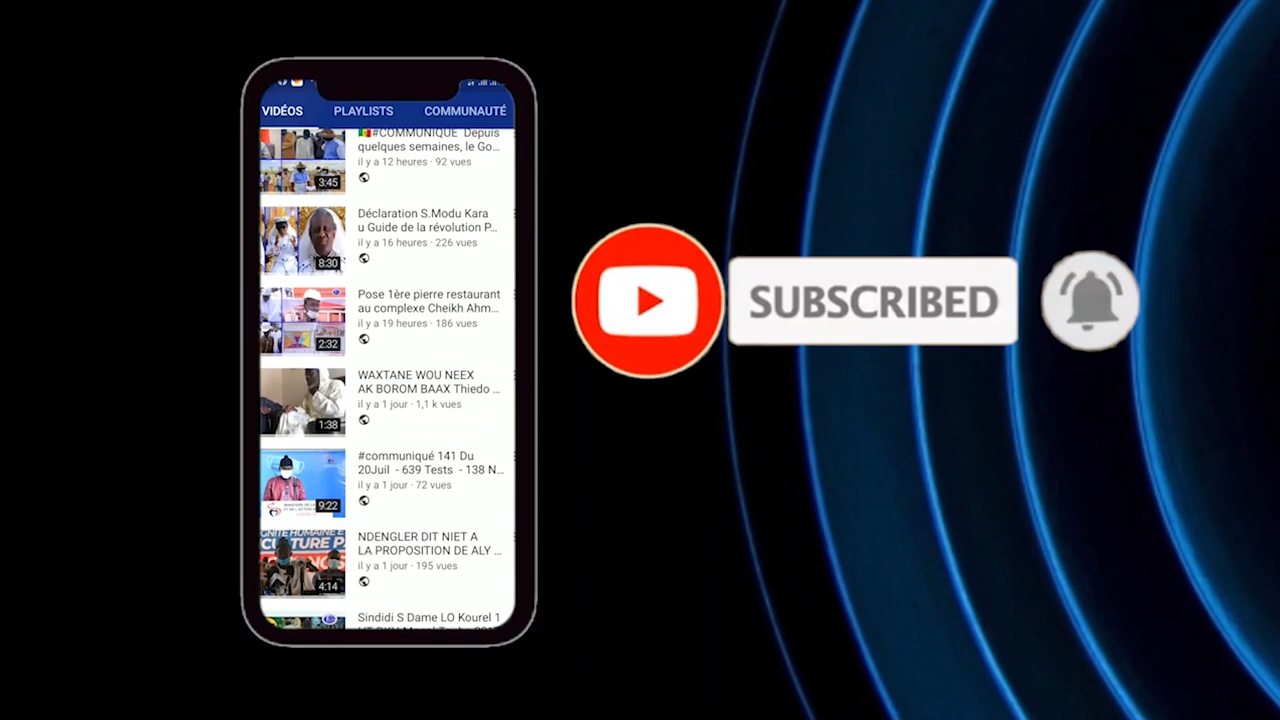 VIDÉOS PLAYLISTS COMMUNAUTÉ
#COMMUNIQUÉ Depuis
quelques semaines, le Go...
il y a 12 heures · 92 vues
3:45
Déclaration S.Modu Kara
u Guide de la révolution P...
il y a 16 heures · 226 vues
8:30
Pose 1ère pierre restaurant
au complexe Cheikh Ahm...
il y a 19 heures · 186 vues
2:32
WAXTANE WOU NEEX
AK BOROM BAAX Thiedo ...
il y a 1 jour · 1,1 k vues
1:38
#communiqué 141 Du
20Juil - 639 Tests - 138 N...
il y a 1 jour · 72 vues
9:22
NDENGLER DIT NIET A
LA PROPOSITION DE ALY ...
il y a 1 jour · 195 vues
4:14
Sindidi S Dame LO Kourel 1
SUBSCRIBED